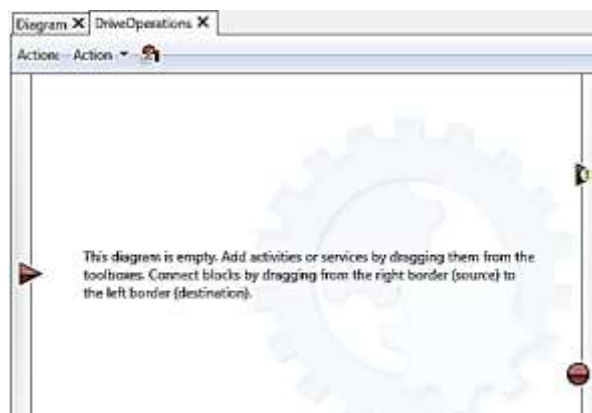 Diagram X DriveOperations X
Actions Action
This diagram is empty. Add activities or services by dragging them from the
toolboxes. Connect blocks by dragging from the right border (source) to
the left border (destination).